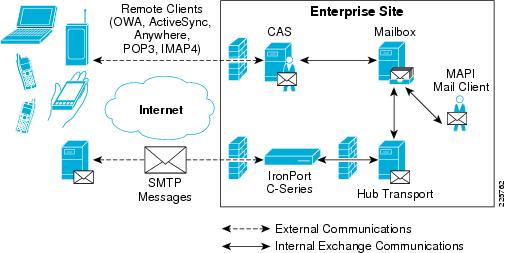 Remote Clients
(OWA, ActiveSync,
Anywhere,
POP3, IMAP4)
Enterprise Site
CAS
Mailbox
MAPI
Mail Client
Internet
SMTP
Messages
IronPort
C-Series
Hub Transport
External Communications
Internal Exchange Communications
225762